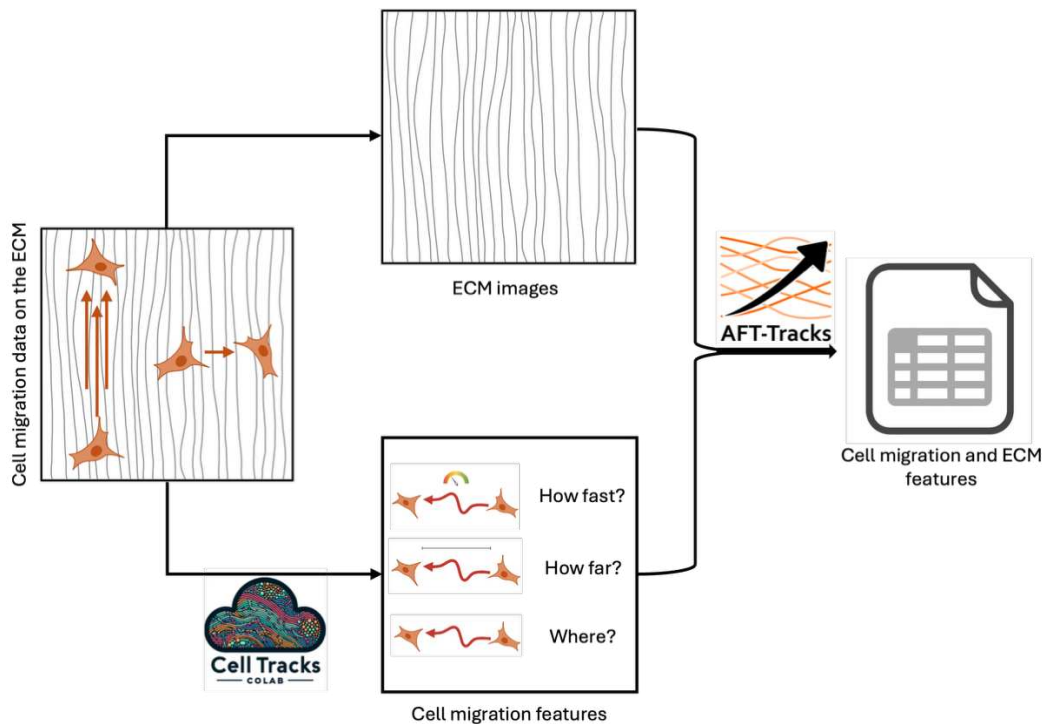 Cell migration data on the ECM
ECM images
AFT-Tracks
Cell migration and ECM
features
How fast?
How far?
Where?
Cell Tracks
COLAB
Cell migration features